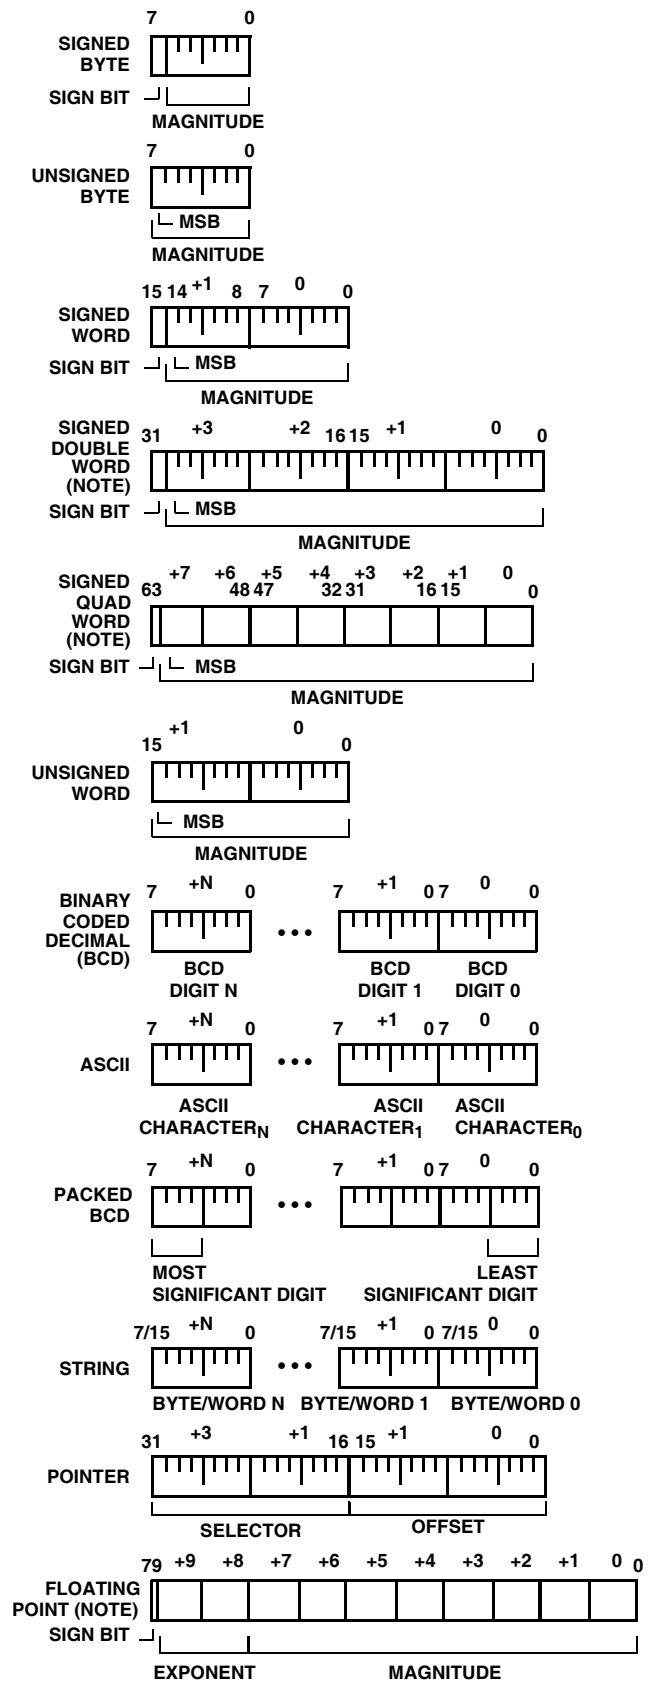 7 0
SIGNED
BYTE
SIGN BIT
MAGNITUDE
7 0
UNSIGNED
BYTE
MSB
MAGNITUDE
15 14 +1 8 7 0 0
SIGNED
WORD
SIGN BIT MSB
MAGNITUDE
SIGNED
DOUBLE
WORD
(NOTE)
31 +3 +2 16 15 +1 0 0
SIGN BIT MSB
MAGNITUDE
+7 +6 +5 +4 +3 +2 +1 0
SIGNED
QUAD
WORD
(NOTE)
63 48 47 32 31 16 15 0
SIGN BIT MSB
MAGNITUDE
+1 0
15 0
UNSIGNED
WORD
MSB
MAGNITUDE
BINARY
CODED
DECIMAL
(BCD)
7 +N 0 7 +1 0 7 0 0
•••
BCD
DIGIT N
BCD
DIGIT 1
BCD
DIGIT 0
7 +N 0 7 +1 0 7 0 0
ASCII •••
ASCII
CHARACTERN
ASCII
CHARACTER1
ASCII
CHARACTER0
7 +N 0 7 +1 0 7 0 0
PACKED
BCD
•••
MOST
SIGNIFICANT DIGIT
LEAST
SIGNIFICANT DIGIT
7/15 +N 0 7/15 +1 0 7/15 0 0
STRING •••
BYTE/WORD N BYTE/WORD 1 BYTE/WORD 0
31 +3 +1 16 15 +1 0 0
POINTER
SELECTOR OFFSET
79 +9 +8 +7 +6 +5 +4 +3 +2 +1 0 0
FLOATING
POINT (NOTE)
SIGN BIT
EXPONENT MAGNITUDE